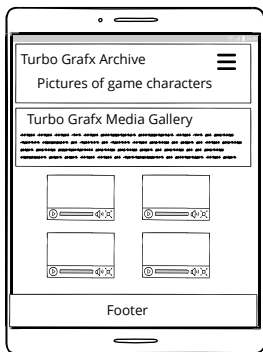 Turbo Grafx Archive
Pictures of game characters
Turbo Grafx Media Gallery
Footer